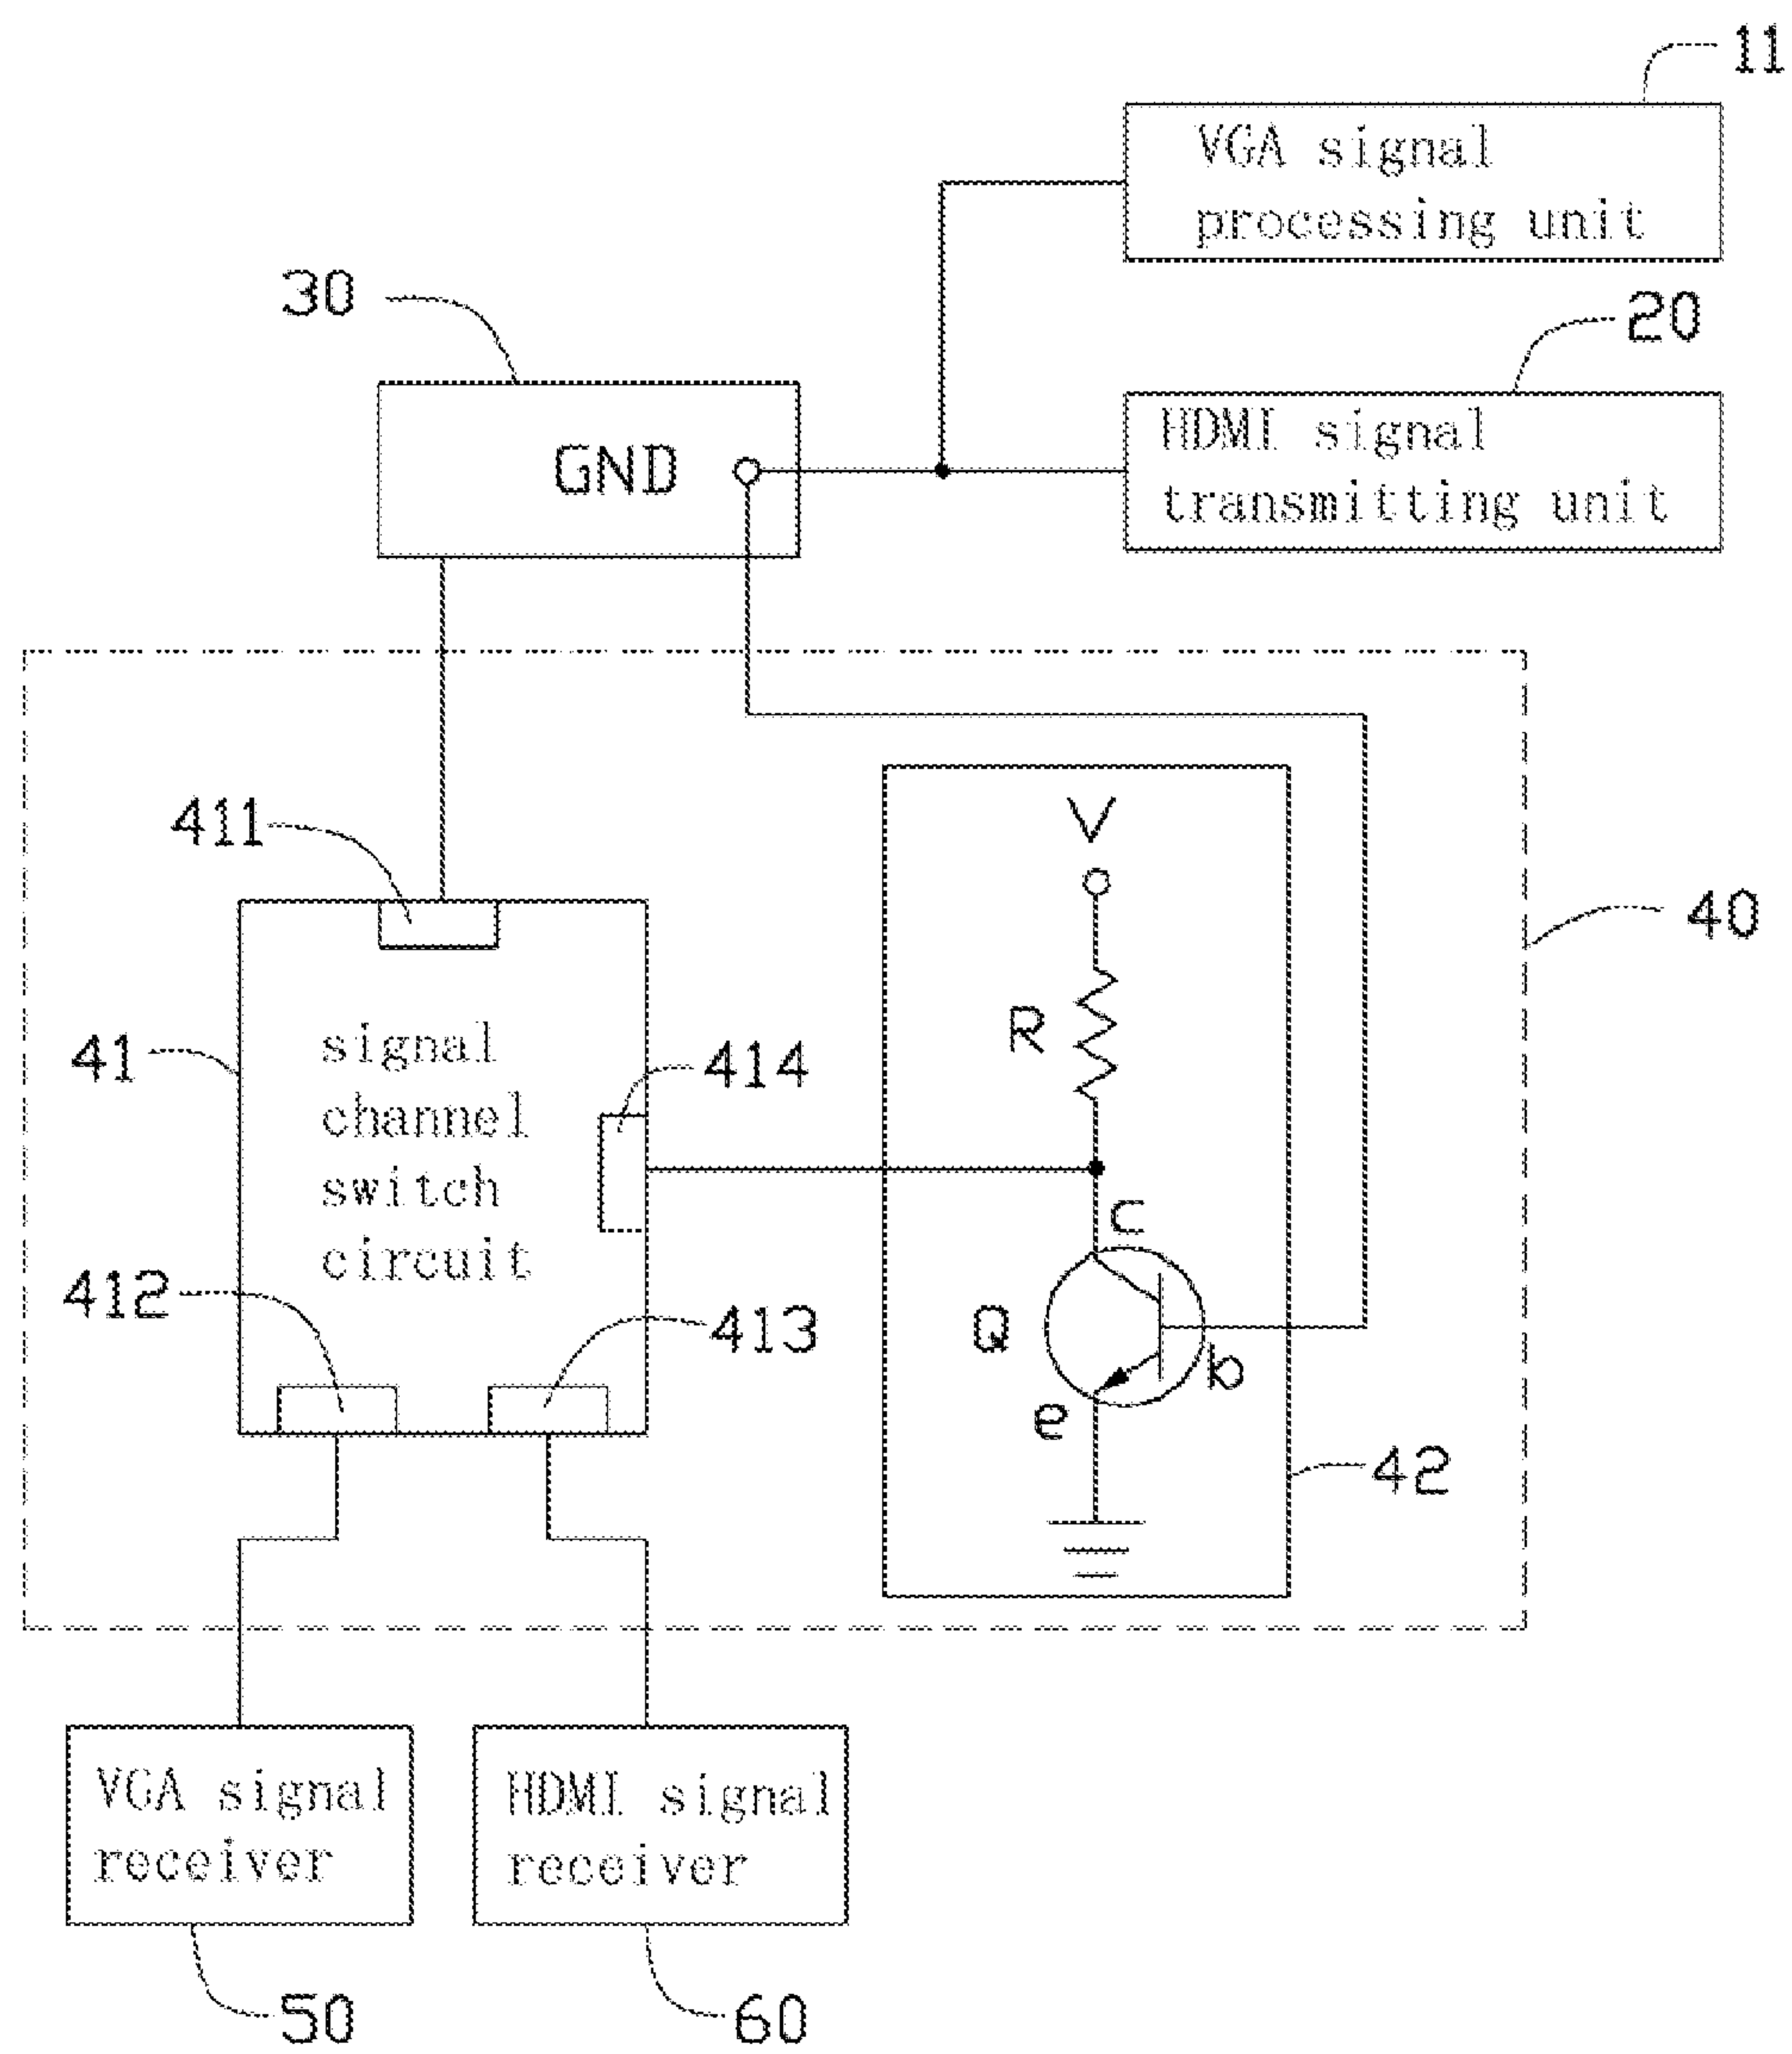 11
VGA signal
processing unit
30
20
GND
HDMI signal
transmitting unit
V
411
40
R
41
signal
channel
switch
circuit
414
c
412
Q
413
b
e
42
VGA signal
receiver
HDMI signal
receiver
50
60